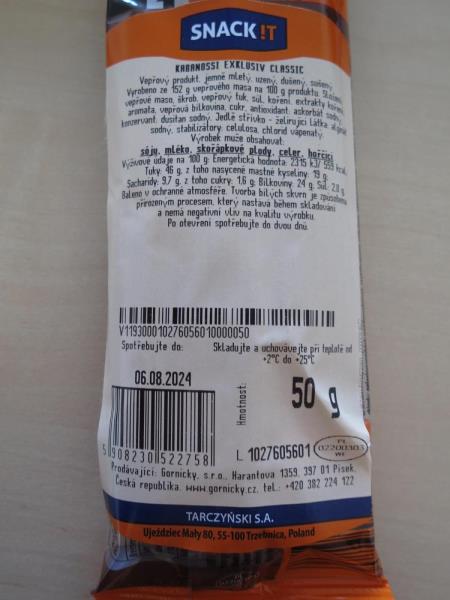 SNACK !T
KABANOSSI EXKLUSIV CLASSIC
Vepřový produkt, jemně mletý, uzený, dušený, sušený.
Vyrobeno ze 152 g vepřového masa na 100 g produktu. Složení:
vepřové maso, škrob, vepřový tuk, sůl, koření, extrakty koření,
aromata, vepřová bílkovina, cukr, antioxidant: askorbát sodný,
konzervant: dusitan sodný. Jedlé střívko - želírující látka: alginát
sodný, stabilizátory: celulosa, chlorid vápenatý.
Výrobek může obsahovat:
sóju, mléko, skořápkové plody, celer, hořčici.
Výživové údaje na 100 g: Energetická hodnota: 2315 kJ/ 559 kcal,
Tuky: 46 g, z toho nasycené mastné kyseliny: 19 g,
Sacharidy: 9,7 g, z toho cukry: 1,6 g, Bílkoviny: 24 g, Sůl: 2,8 g.
Baleno v ochranné atmosféře. Tvorba bílých skvrn je způsobena
přirozeným procesem, který nastává během skladování
a nemá negativní vliv na kvalitu výrobku.
Po otevření spotřebujte do dvou dnů.
V1193000102760560100000050
Spotřebujte do: Skladujte a uchovávejte při teplotě od
+2°C do +25°C
06.08.2024
Hmotnost:
50 g
5 908230 522758
L 1027605601
PL
02200303
WE
Prodávající: Gornicky, s.r.o., Harantova 1359, 397 01 Písek,
Česká republika. www.gornicky.cz, tel.: +420 382 224 122
TARCZYŃSKI S.A.
Ujeździec Mały 80, 55-100 Trzebnica, Poland